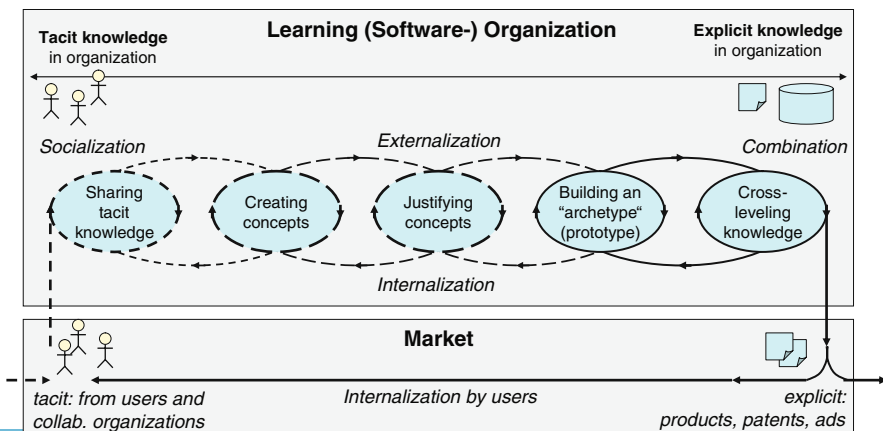 Learning (Software-) Organization
Tacit knowledge
in organization
Explicit knowledge
in organization
Socialization
Externalization
Combination
Sharing
tacit
knowledge
Creating
concepts
Justifying
concepts
Building an
“archetype“
(prototype)
Cross-
leveling
knowledge
Internalization
Market
tacit: from users and
collab. organizations
Internalization by users
explicit:
products, patents, ads